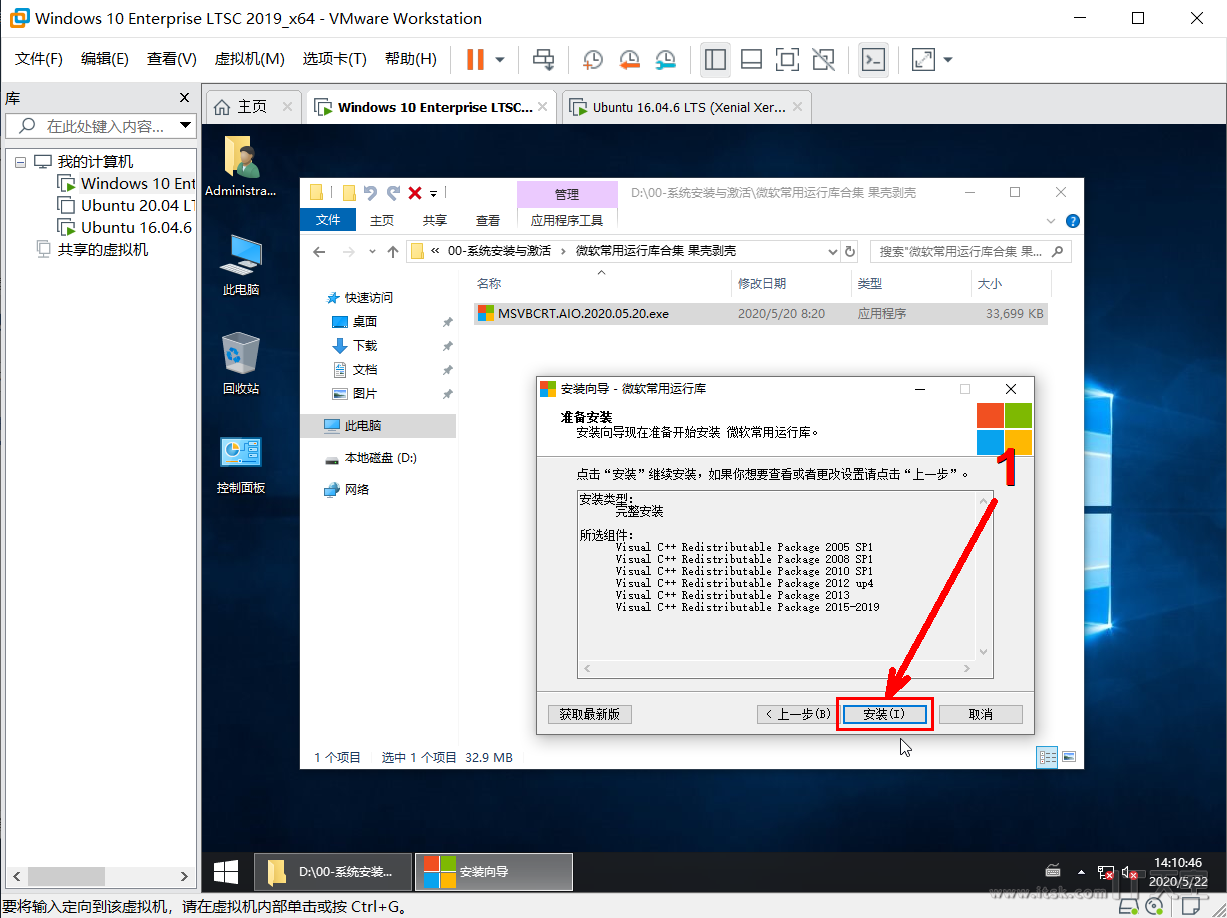 Windows 10 Enterprise LTSC 2019_x64 - VMware Workstation
文件(F) 编辑(E) 查看(V) 虚拟机(M) 选项卡(T) 帮助(H)
库
在此处键入内容...
我的计算机
Windows 10 Ent
Ubuntu 20.04 LT
Ubuntu 16.04.6
共享的虚拟机
主页
Windows 10 Enterprise LTSC...
Ubuntu 16.04.6 LTS (Xenial Xer...
Administra...
此电脑
回收站
控制面板
管理
D:\00-系统安装与激活\微软常用运行库合集 果壳剥壳
文件 主页 共享 查看 应用程序工具
« 00-系统安装与激活 › 微软常用运行库合集 果壳剥壳
搜索"微软常用运行库合集 果...
名称 修改日期 类型 大小
MSVBCRT.AIO.2020.05.20.exe 2020/5/20 8:20 应用程序 33,699 KB
快速访问
桌面
下载
文档
图片
此电脑
本地磁盘 (D:)
网络
安装向导 - 微软常用运行库
准备安装
安装向导现在准备开始安装 微软常用运行库。
1
点击“安装”继续安装，如果你想要查看或者更改设置请点击“上一步”。
安装类型:
完整安装
所选组件:
Visual C++ Redistributable Package 2005 SP1
Visual C++ Redistributable Package 2008 SP1
Visual C++ Redistributable Package 2010 SP1
Visual C++ Redistributable Package 2012 up4
Visual C++ Redistributable Package 2013
Visual C++ Redistributable Package 2015-2019
获取最新版 < 上一步(B) 安装(I) 取消
1 个项目 选中 1 个项目 32.9 MB
D:\00-系统安装...
安装向导
14:10:46
2020/5/22
www.itsk.com
要将输入定向到该虚拟机，请在虚拟机内部单击或按 Ctrl+G。